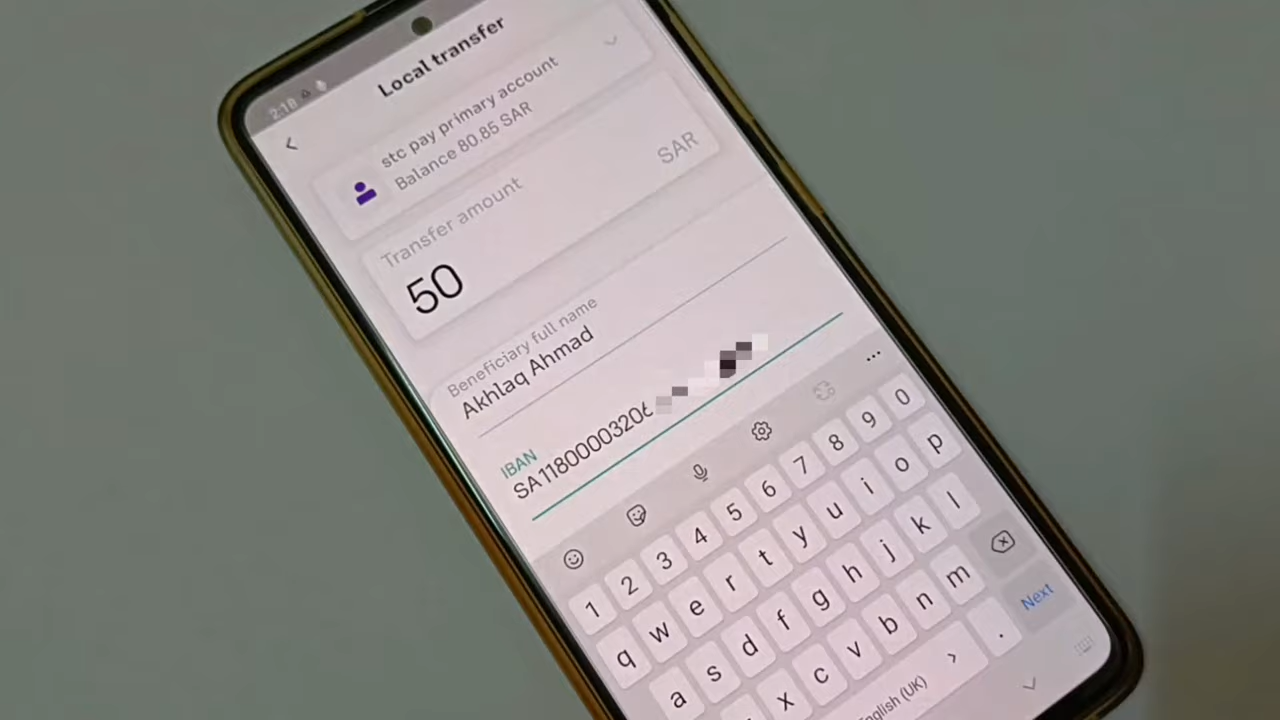 2:18
Local transfer
stc pay primary account
Balance 80.85 SAR
Transfer amount
SAR
50
Beneficiary full name
Akhlaq Ahmad
IBAN
SA11800003206
1 2 3 4 5 6 7 8 9 0
q w e r t y u i o p
a s d f g h j k l
x c v b n m
English (UK) . Next